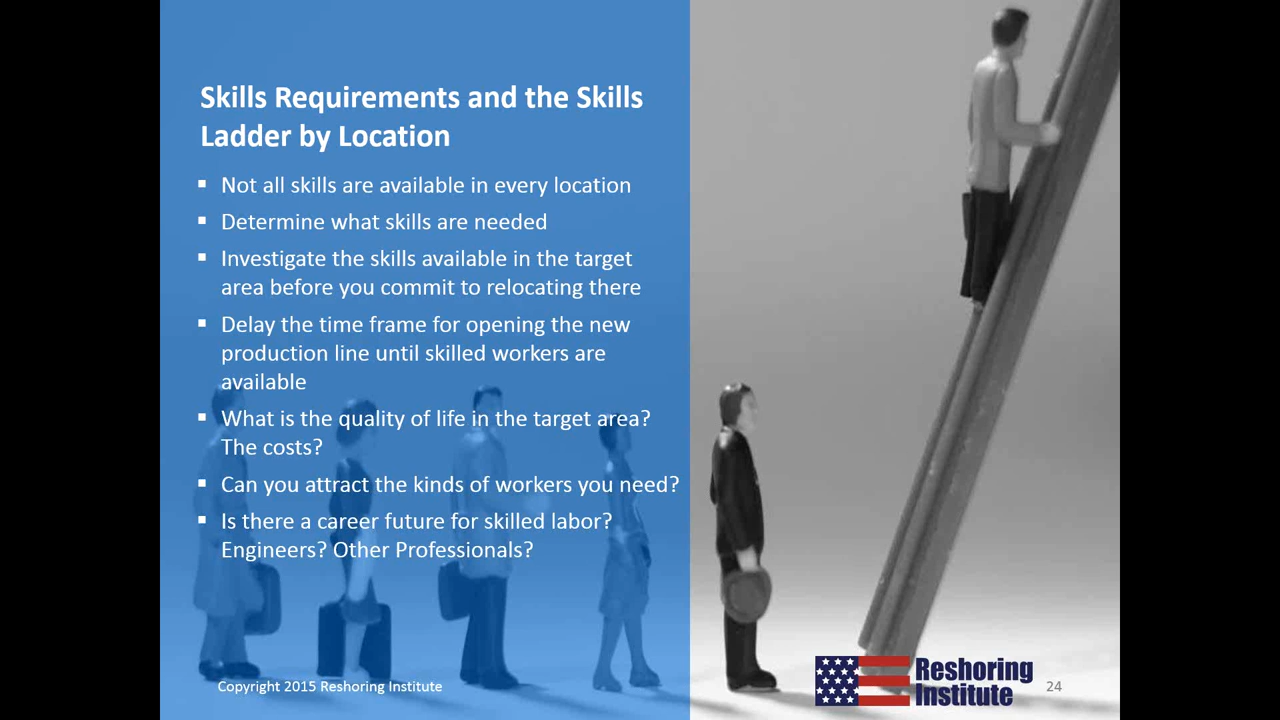 Skills Requirements and the Skills
Ladder by Location
▪ Not all skills are available in every location
▪ Determine what skills are needed
▪ Investigate the skills available in the target
area before you commit to relocating there
▪ Delay the time frame for opening the new
production line until skilled workers are
available
▪ What is the quality of life in the target area?
The costs?
▪ Can you attract the kinds of workers you need?
▪ Is there a career future for skilled labor?
Engineers? Other Professionals?
Copyright 2015 Reshoring Institute
Reshoring
Institute
24